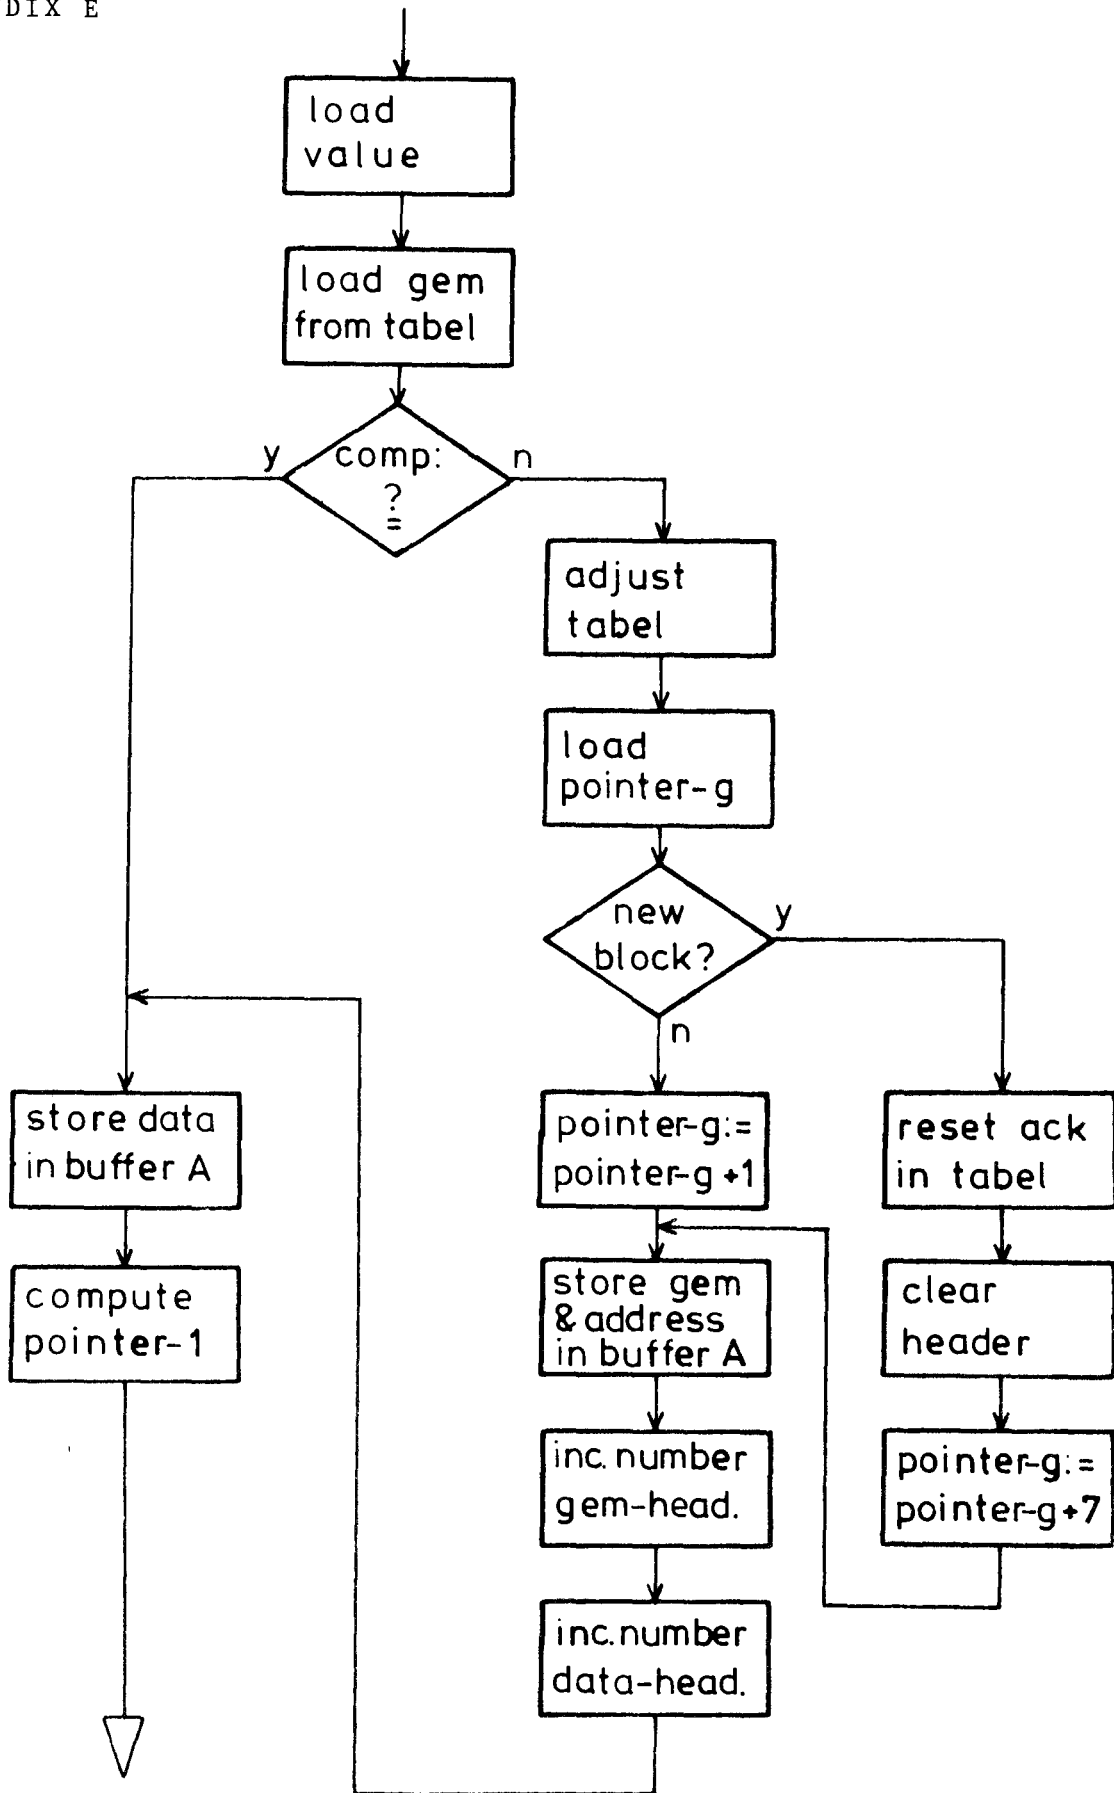 DIX E
load
value
load gem
from tabel
y
comp:
n
?
=
adjust
tabel
load
pointer-g
new
block?
y
n
store data
in buffer A
compute
pointer-1
pointer-g:=
pointer-g+1
store gem
& address
in buffer A
inc. number
gem-head.
inc. number
data-head.
reset ack
in tabel
clear
header
pointer-g:=
pointer-g+7